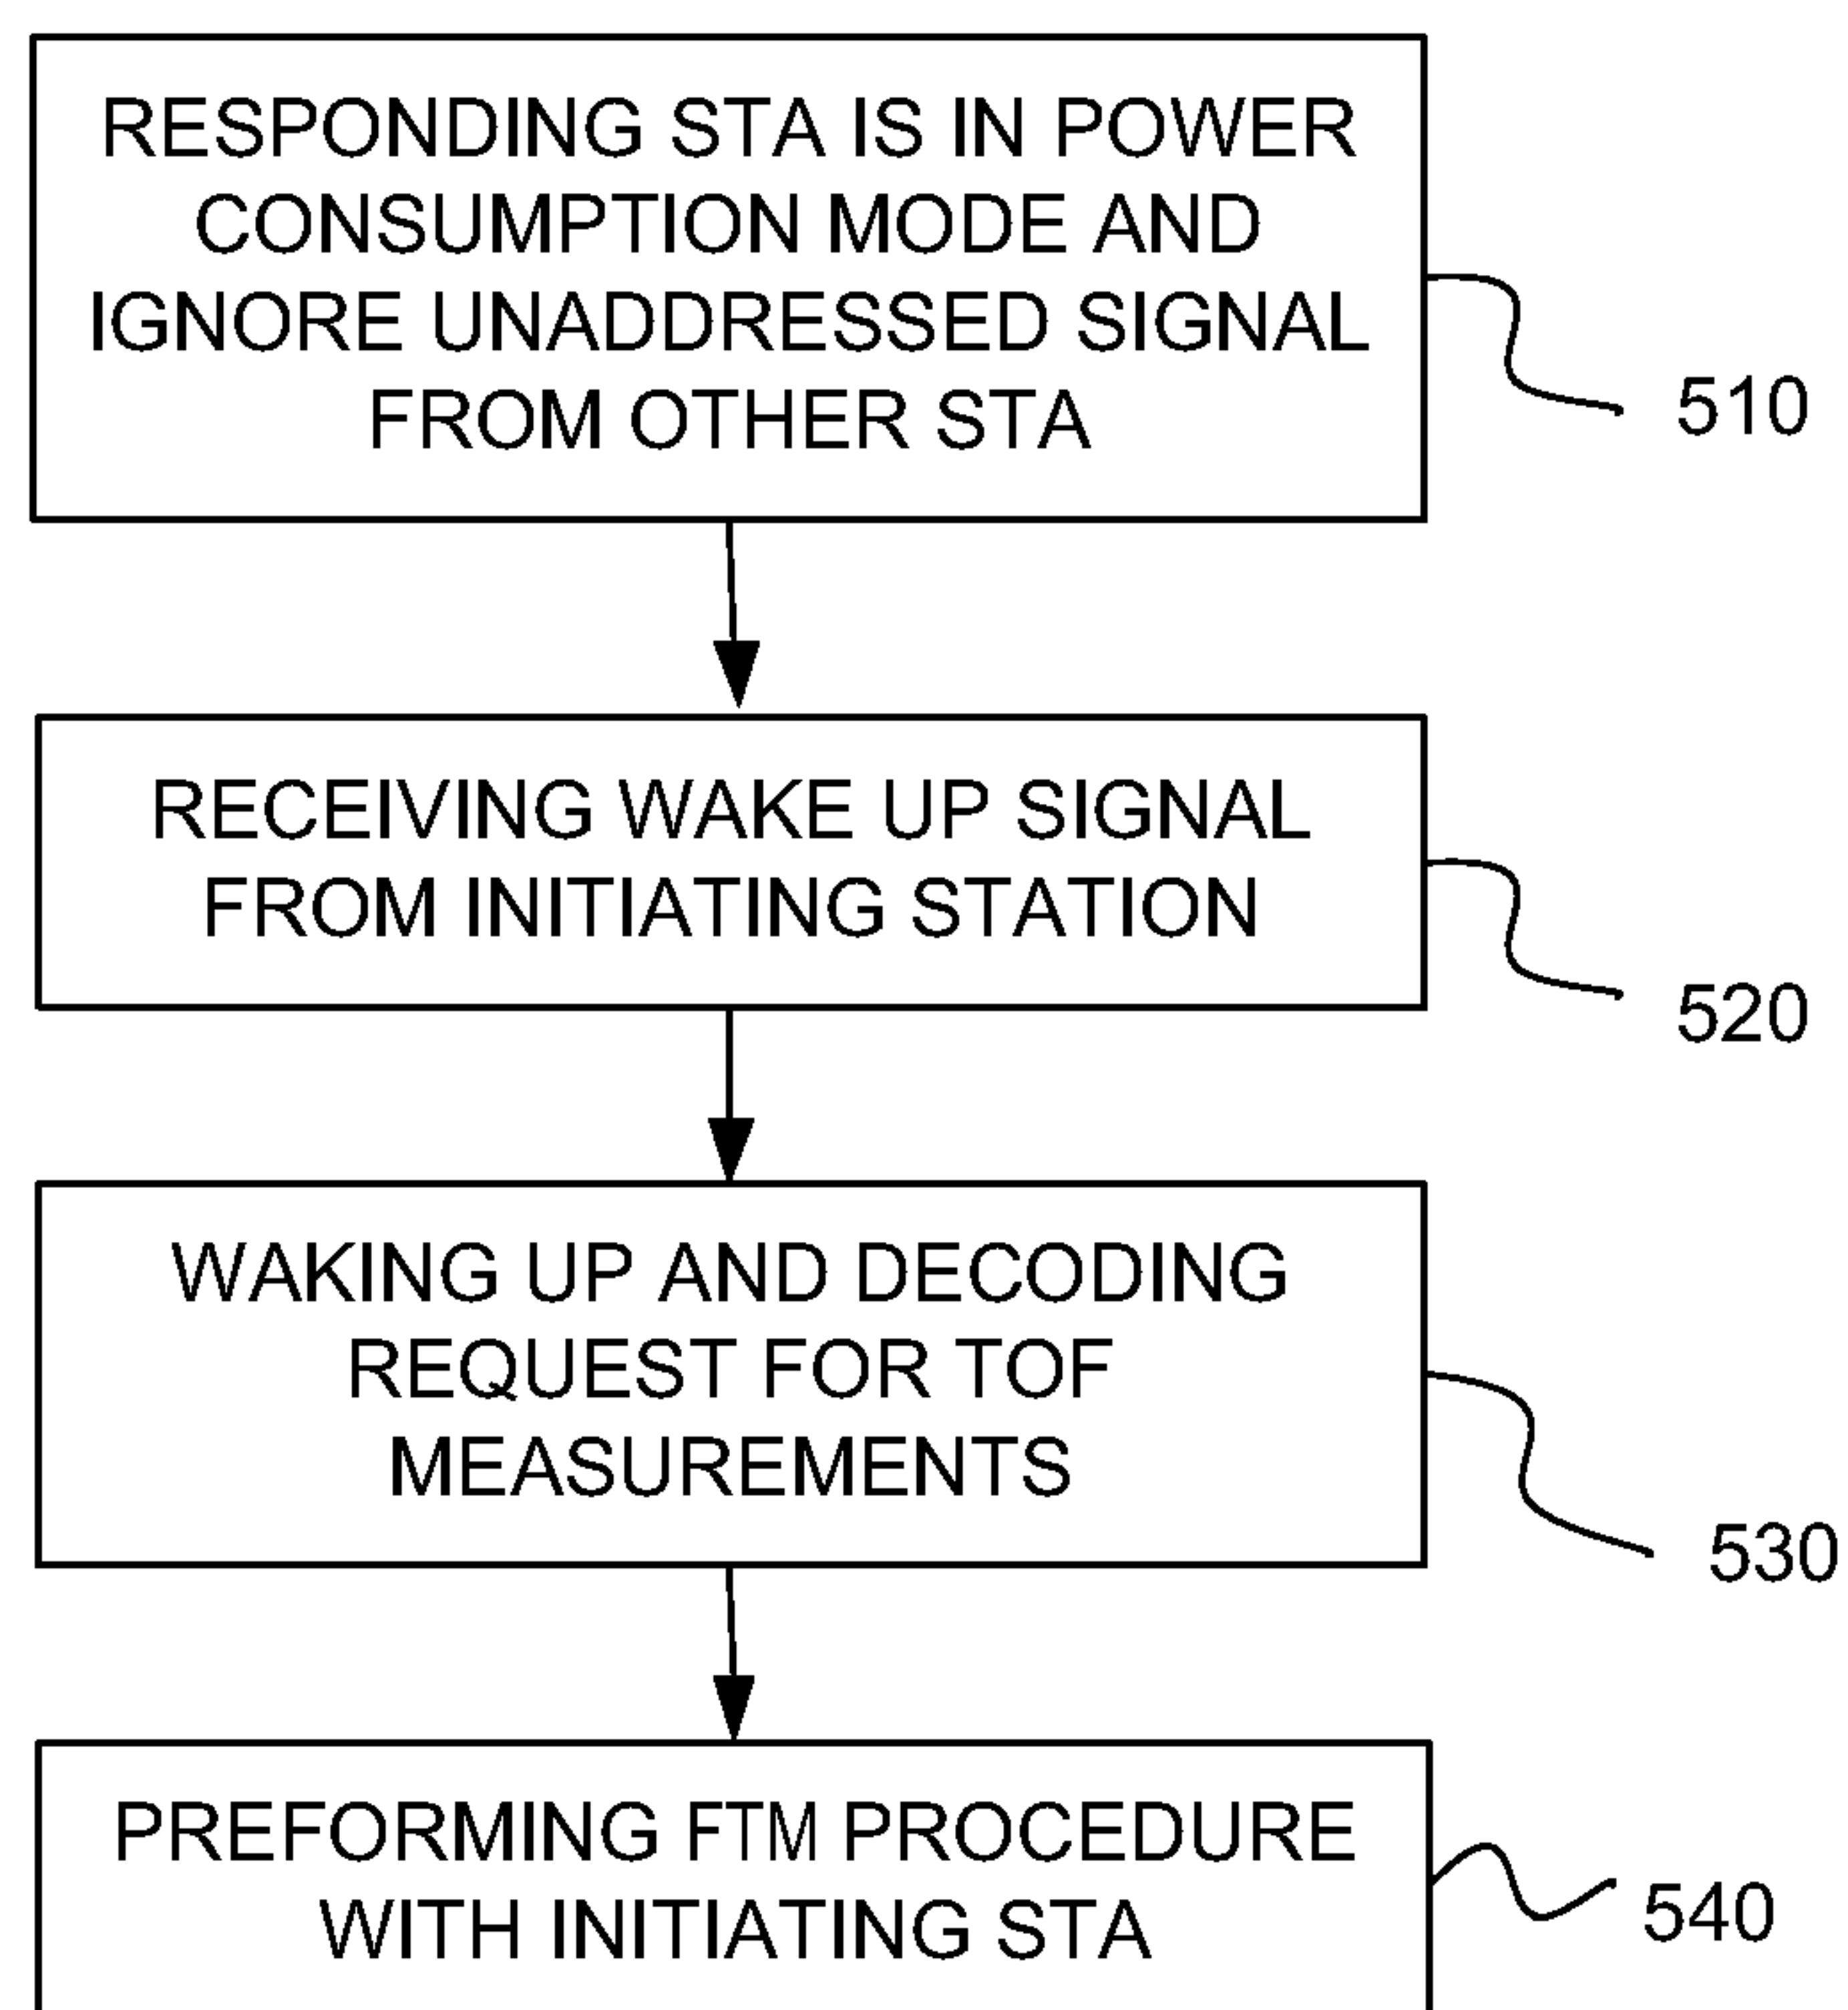 RESPONDING STA IS IN POWER
CONSUMPTION MODE AND
IGNORE UNADDRESSED SIGNAL
FROM OTHER STA
510
RECEIVING WAKE UP SIGNAL
FROM INITIATING STATION
520
WAKING UP AND DECODING
REQUEST FOR TOF
MEASUREMENTS
530
PREFORMING FTM PROCEDURE
WITH INITIATING STA
540